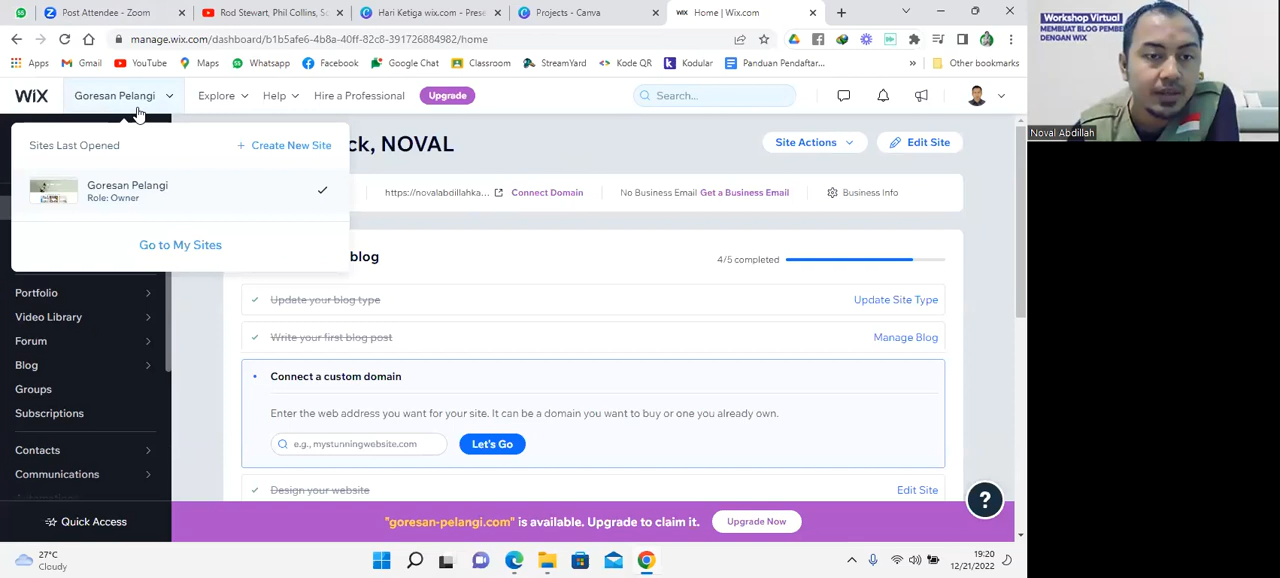 Post Attendee - Zoom
Rod Stewart, Phil Collins, S
Hari Ketiga wix.com - Pres
Projects - Canva
WiX
Home | Wix.com
manage.wix.com/dashboard/b1b5afe6-4b8a-4
/home
Apps
Gmail
YouTube
Maps
Whatsapp
Facebook
Google Chat
Classroom
StreamYard
Kode QR
Kodular
Pendaftar...
Other bookmarks
Workshop Virtual
MEMBUAT BLOG PEMBE
DENGAN WIX
Noval Abdillah
WiX
Goresan Pelangi
Explore
Help
Hire a Professional
Upgrade
Search...
Sites Last Opened
+ Create New Site
Goresan Pelangi
Role: Owner
Go to My Sites
ck, NOVAL
Site Actions
Edit Site
https://novalabdillahka...
Connect Domain
No Business Email
Get a Business Email
Business Info
blog
4/5 completed
Update your blog type
Update Site Type
Write your first blog post
Manage Blog
Connect a custom domain
Enter the web address you want for your site. It can be a domain you want to buy or one you already own.
e.g., mystunningwebsite.com
Let's Go
Design your website
Edit Site
Portfolio
Video Library
Forum
Blog
Groups
Subscriptions
Contacts
Communications
Automations
Quick Access
"goresan-pelangi.com" is available. Upgrade to claim it.
Upgrade Now
?
27°C
Cloudy
19:20
12/21/2022